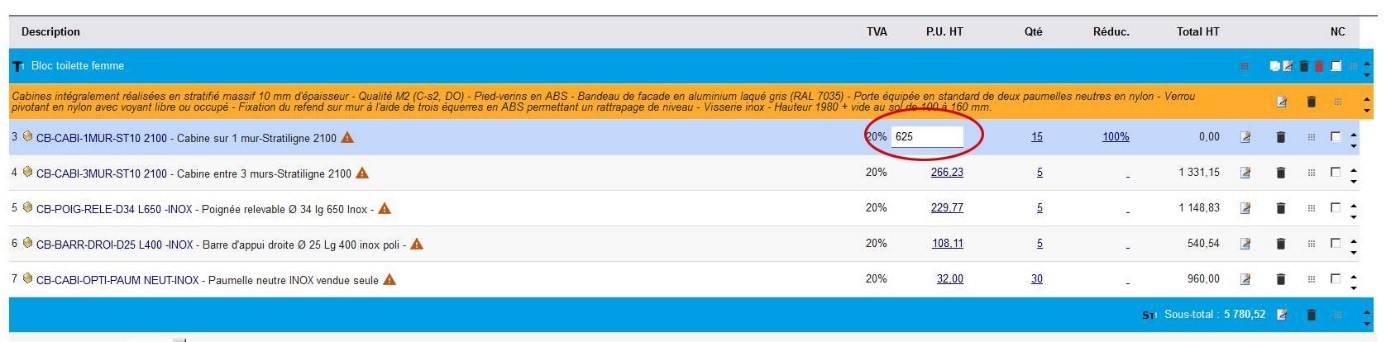 Description TVA P.U. HT Qté Réduc. Total HT NC
T Bloc toilette femme
Cabines intégralement réalisées en stratifié massif 10 mm d'épaisseur - Qualité M2 (C-s2, DO) - Pied-verins en ABS - Bandeau de facade en aluminium laqué gris (RAL 7035) - Porte équipée en standard de deux paumelles neutres en nylon - Verrou
pivotant en nylon avec voyant libre ou occupé - Fixation du refend sur mur à l'aide de trois équerres en ABS permettant un rattrapage de niveau - Visserie inox - Hauteur 1980 + vide au sol de 100 à 160 mm.
3 CB-CABI-1MUR-ST10 2100 - Cabine sur 1 mur-Stratiligne 2100 20% 625 15 100% 0,00
4 CB-CABI-3MUR-ST10 2100 - Cabine entre 3 murs-Stratiligne 2100 20% 266,23 5 - 1 331,15
5 CB-POIG-RELE-D34 L650 -INOX - Poignée relevable Ø 34 lg 650 Inox - 20% 229,77 5 - 1 148,83
6 CB-BARR-DROI-D25 L400 -INOX - Barre d'appui droite Ø 25 Lg 400 inox poli - 20% 108,11 5 - 540,54
7 CB-CABI-OPTI-PAUM NEUT-INOX - Paumelle neutre INOX vendue seule 20% 32,00 30 - 960,00
ST Sous-total : 5 780,52